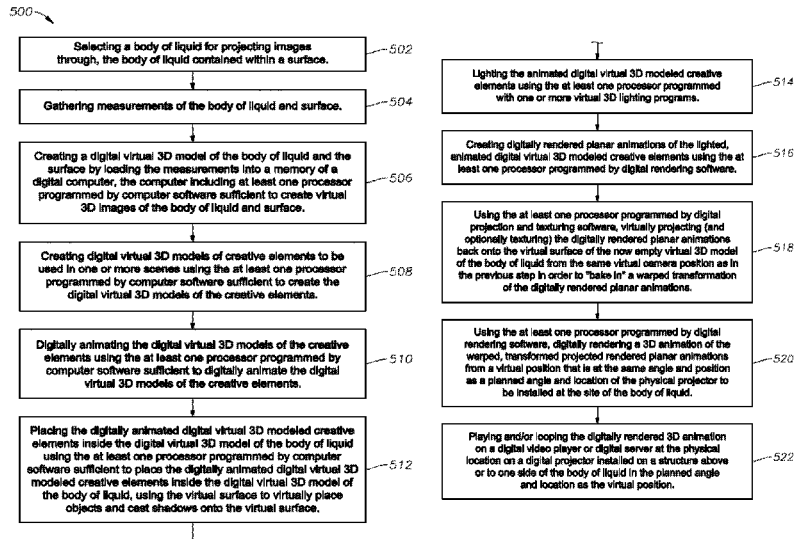 500
Selecting a body of liquid for projecting images
through, the body of liquid contained within a surface.
502
Gathering measurements of the body of liquid and surface.
504
Creating a digital virtual 3D model of the body of liquid and the
surface by loading the measurements into a memory of a
digital computer, the computer including at least one processor
programmed by computer software sufficient to create virtual
3D images of the body of liquid and surface.
506
Creating digital virtual 3D models of creative elements to
be used in one or more scenes using the at least one processor
programmed by computer software sufficient to create the
digital virtual 3D models of the creative elements.
508
Digitally animating the digital virtual 3D models of the creative
elements using the at least one processor programmed by
computer software sufficient to digitally animate the digital
virtual 3D models of the creative elements.
510
Placing the digitally animated digital virtual 3D modeled creative
elements inside the digital virtual 3D model of the body of liquid
using the at least one processor programmed by computer
software sufficient to place the digitally animated digital virtual 3D
modeled creative elements inside the digital virtual 3D model of
the body of liquid, using the virtual surface to virtually place
objects and cast shadows onto the virtual surface.
512
Lighting the animated digital virtual 3D modeled creative
elements using the at least one processor programmed
with one or more virtual 3D lighting programs.
514
Creating digitally rendered planar animations of the lighted,
animated digital virtual 3D modeled creative elements using the at
least one processor programmed by digital rendering software.
516
Using the at least one processor programmed by digital
projection and texturing software, virtually projecting (and
optionally texturing) the digitally rendered planar animations
back onto the virtual surface of the now empty virtual 3D model
of the body of liquid from the same virtual camera position as in
the previous step in order to "bake in" a warped transformation
of the digitally rendered planar animations.
518
Using the at least one processor programmed by digital
rendering software, digitally rendering a 3D animation of the
warped, transformed projected rendered planar animations
from a virtual position that is at the same angle and position
as a planned angle and location of the physical projector to
be installed at the site of the body of liquid.
520
Playing and/or looping the digitally rendered 3D animation
on a digital video player or digital server at the physical
location on a digital projector installed on a structure above
or to one side of the body of liquid in the planned angle
and location as the virtual position.
522